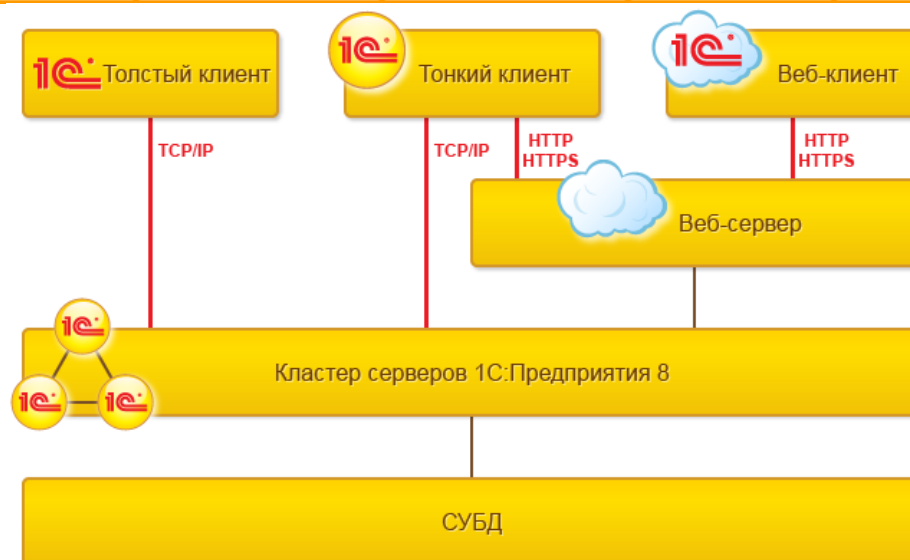 1С Толстый клиент
1С Тонкий клиент
1С Веб-клиент
TCP/IP
TCP/IP
HTTP
HTTPS
HTTP
HTTPS
Веб-сервер
1С
Кластер серверов 1С:Предприятия 8
1С 1С
СУБД